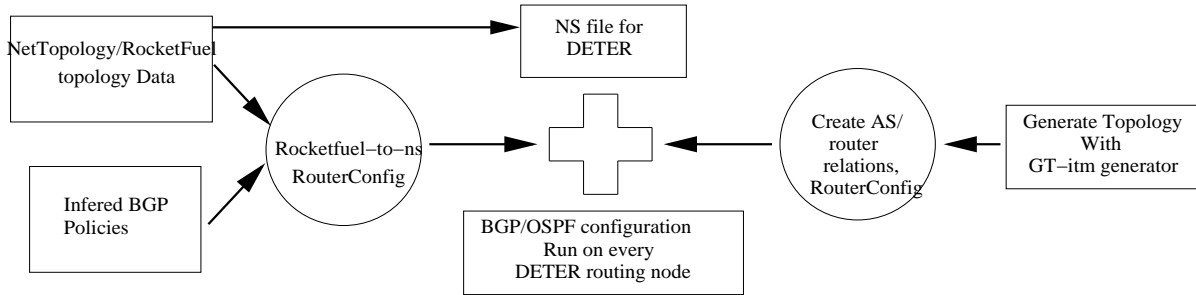 NetTopology/RocketFuel
topology Data
NS file for
DETER
Rocketfuel−to−ns
RouterConfig
Infered BGP
Policies
BGP/OSPF configuration
Run on every
DETER routing node
Create AS/
router
relations,
RouterConfig
Generate Topology
With
GT−itm generator